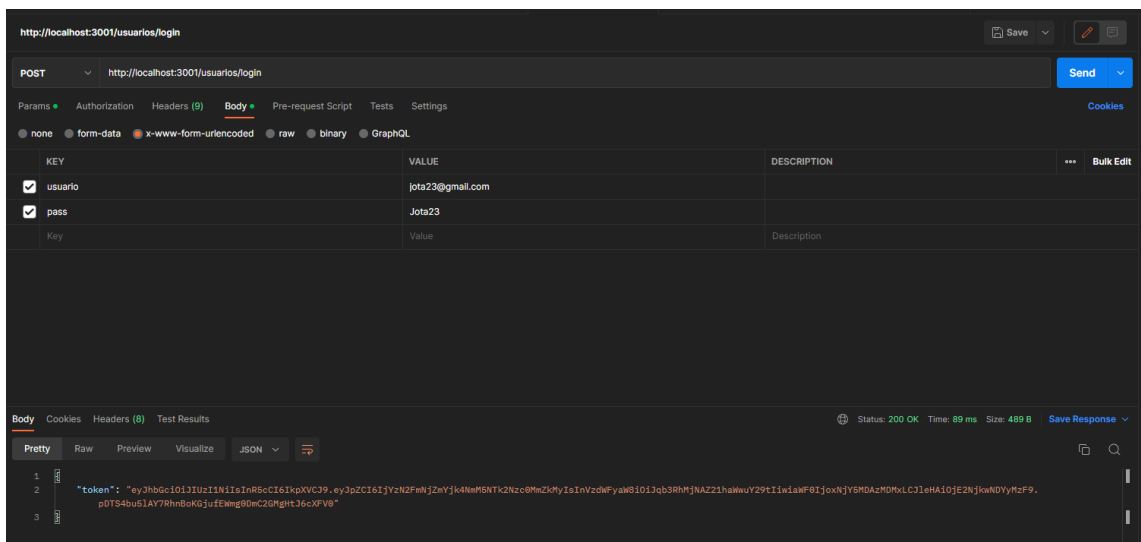 http://localhost:3001/usuarios/login Save
POST http://localhost:3001/usuarios/login Send
Params Authorization Headers (9) Body Pre-request Script Tests Settings Cookies
none form-data x-www-form-urlencoded raw binary GraphQL
KEY VALUE DESCRIPTION ••• Bulk Edit
usuario jota23@gmail.com
pass Jota23
Key Value Description
Body Cookies Headers (8) Test Results Status: 200 OK Time: 89 ms Size: 489 B Save Response
Pretty Raw Preview Visualize JSON
1 {
2 "token":
3 }